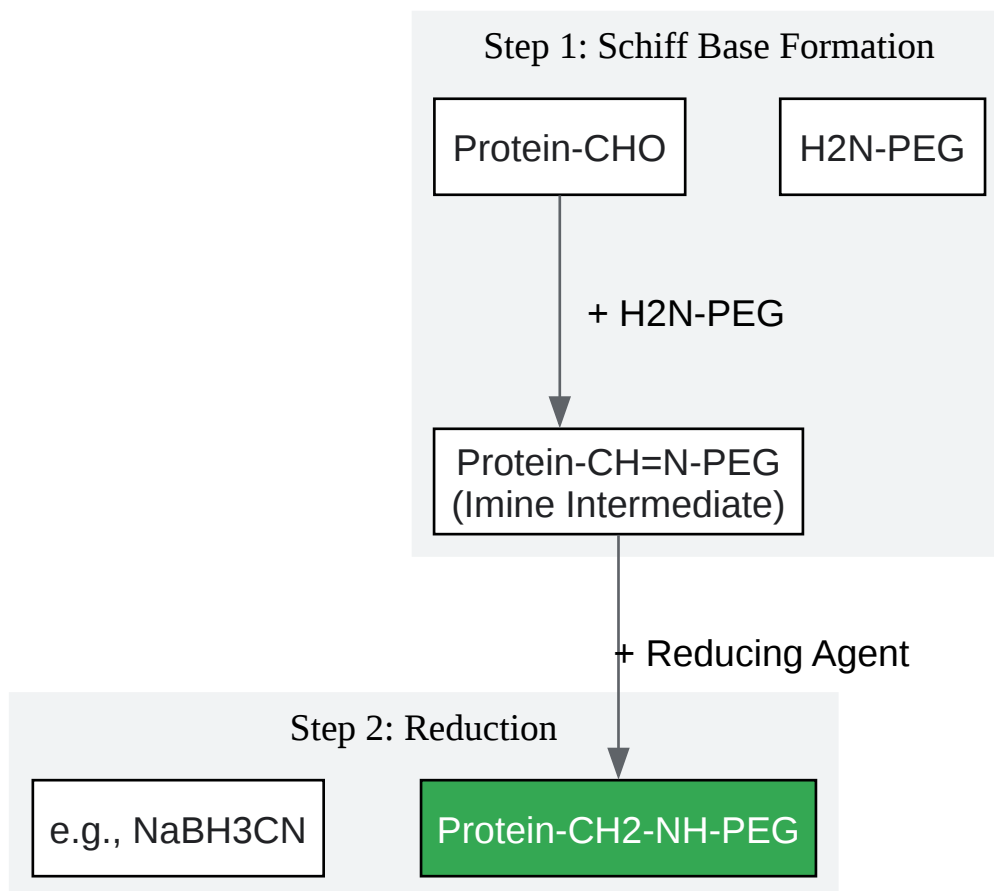 Step 1: Schiff Base Formation
Protein-CHO
H2N-PEG
+ H2N-PEG
Protein-CH=N-PEG
(Imine Intermediate)
+ Reducing Agent
Step 2: Reduction
e.g., NaBH3CN
Protein-CH2-NH-PEG